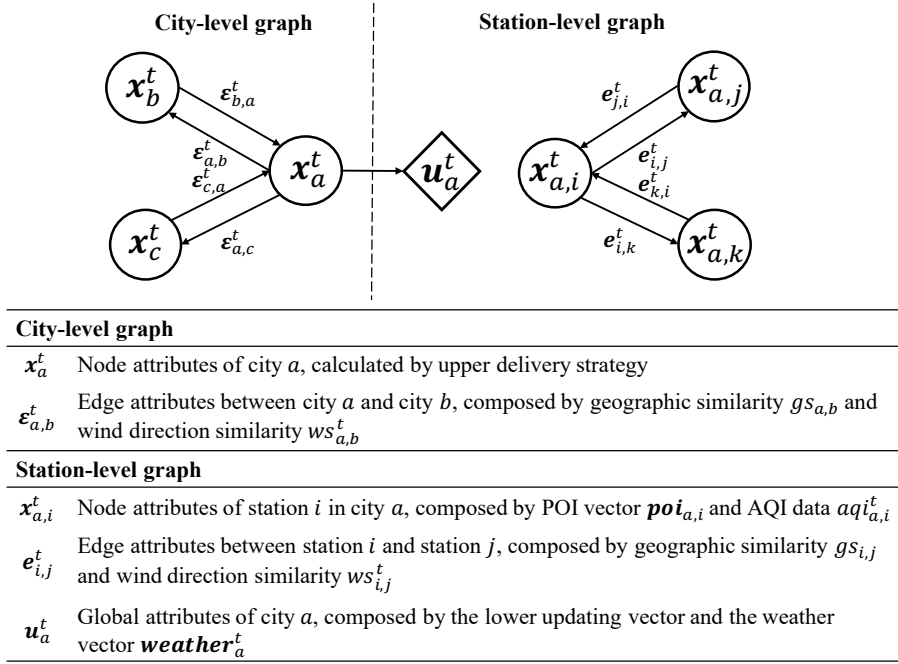 City-level graph
Station-level graph
x_b^t
ε_{b,a}^t
ε_{a,b}^t
x_a^t
ε_{c,a}^t
x_c^t
ε_{a,c}^t
u_a^t
x_{a,j}^t
e_{j,i}^t
e_{i,j}^t
x_{a,i}^t
e_{k,i}^t
e_{i,k}^t
x_{a,k}^t
City-level graph
x_a^t Node attributes of city a, calculated by upper delivery strategy
ε_{a,b}^t Edge attributes between city a and city b, composed by geographic similarity gs_{a,b} and
wind direction similarity ws_{a,b}^t
Station-level graph
x_{a,i}^t Node attributes of station i in city a, composed by POI vector poi_{a,i} and AQI data aqi_{a,i}^t
e_{i,j}^t Edge attributes between station i and station j, composed by geographic similarity gs_{i,j}
and wind direction similarity ws_{i,j}^t
u_a^t Global attributes of city a, composed by the lower updating vector and the weather
vector weather_a^t